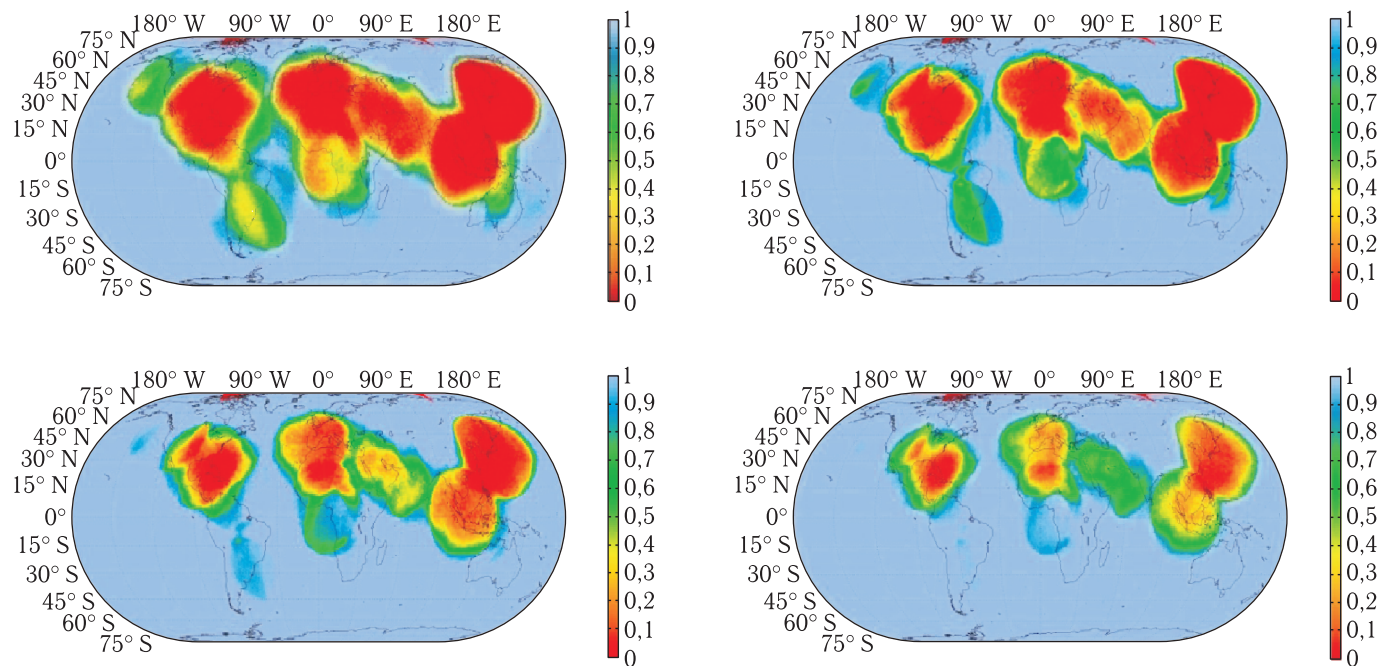 180° W 90° W 0° 90° E 180° E
75° N
60° N
45° N
30° N
15° N
0°
15° S
30° S
45° S
60° S
75° S
1
0,9
0,8
0,7
0,6
0,5
0,4
0,3
0,2
0,1
0
180° W 90° W 0° 90° E 180° E
75° N
60° N
45° N
30° N
15° N
0°
15° S
30° S
45° S
60° S
75° S
1
0,9
0,8
0,7
0,6
0,5
0,4
0,3
0,2
0,1
0
180° W 90° W 0° 90° E 180° E
75° N
60° N
45° N
30° N
15° N
0°
15° S
30° S
45° S
60° S
75° S
1
0,9
0,8
0,7
0,6
0,5
0,4
0,3
0,2
0,1
0
180° W 90° W 0° 90° E 180° E
75° N
60° N
45° N
30° N
15° N
0°
15° S
30° S
45° S
60° S
75° S
1
0,9
0,8
0,7
0,6
0,5
0,4
0,3
0,2
0,1
0